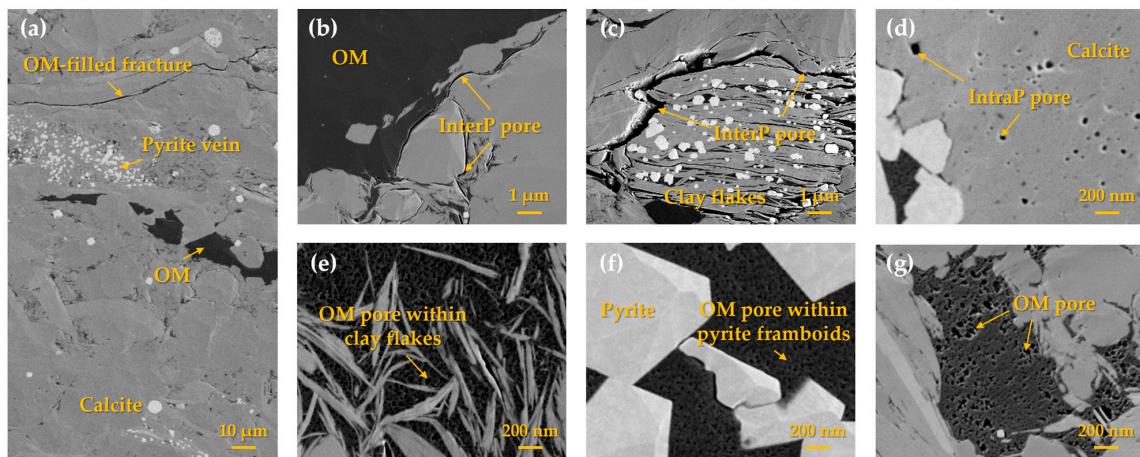 (a)
OM-filled fracture
Pyrite vein
OM
Calcite
10 μm
(b)
OM
InterP pore
1 μm
(c)
InterP pore
Clay flakes
1 μm
(d)
Calcite
IntraP pore
200 nm
(e)
OM pore within
clay flakes
200 nm
(f)
Pyrite
OM pore within
pyrite framboids
200 nm
(g)
OM pore
200 nm